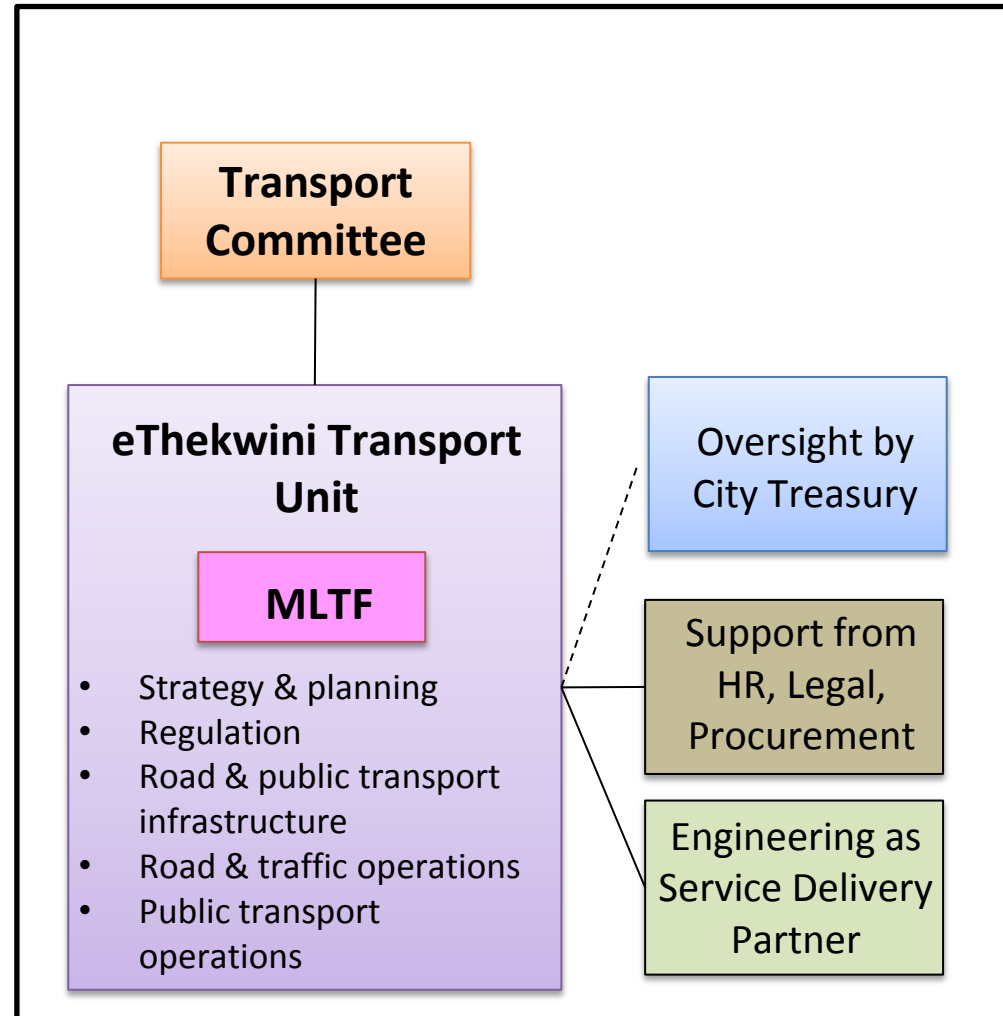 Transport
Committee
eThekwini Transport
Unit
MLTF
• Strategy & planning
• Regulation
• Road & public transport
infrastructure
• Road & traffic operations
• Public transport
operations
Oversight by
City Treasury
Support from
HR, Legal,
Procurement
Engineering as
Service Delivery
Partner